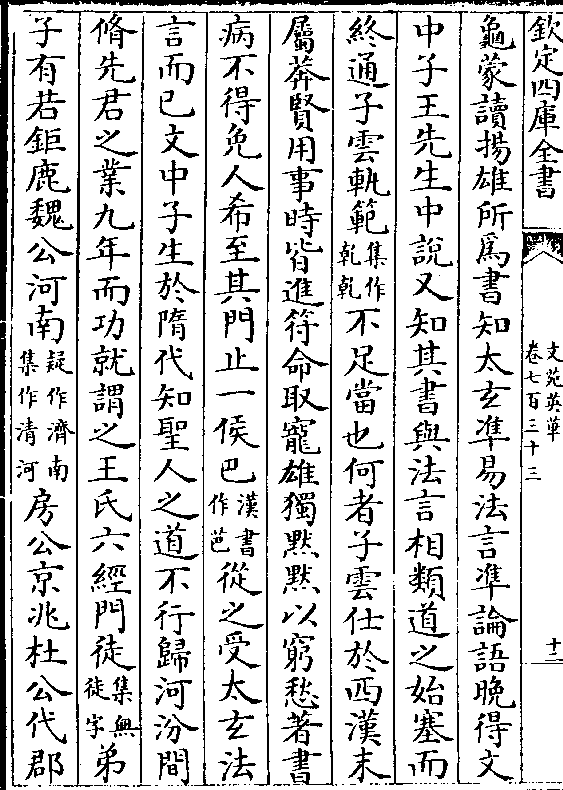 欽定四庫全書
文苑英華
卷七百三十三
十二
龜蒙讀揚雄所爲書知太玄準易法言準論語晚得文
中子王先生中說又知其書與法言相類道之始塞而
終通子雲軌範集作乾乾不足當也何者子雲仕於西漢末
屬莽賢用事時皆進符命取寵雄獨黙黙以窮愁著書
病不得免人希至其門止一侯巴漢書作芭從之受太玄法
言而已文中子生於隋代知聖人之道不行歸河汾間
脩先君之業九年而功就謂之王氏六經門徒集無徒字弟
子有若鉅鹿魏公河南疑作濟南集作清河房公京兆杜公代郡